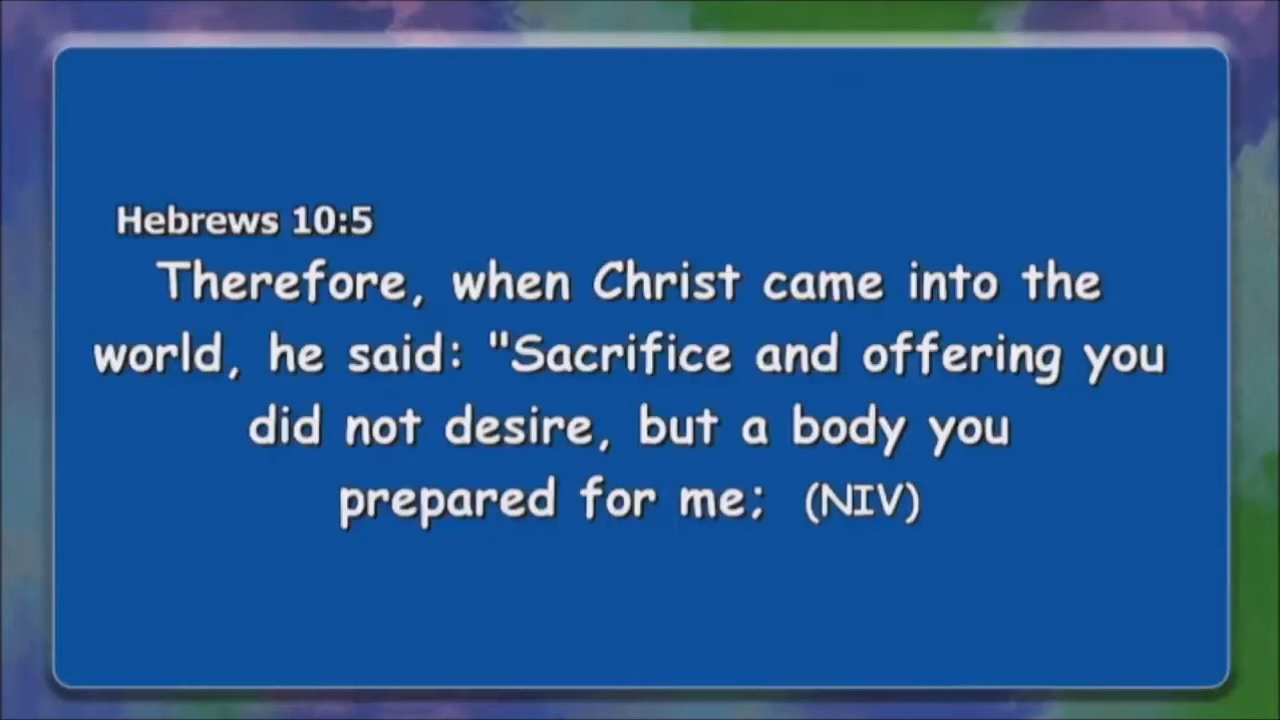 Hebrews 10:5
Therefore, when Christ came into the
world, he said: "Sacrifice and offering you
did not desire, but a body you
prepared for me; (NIV)